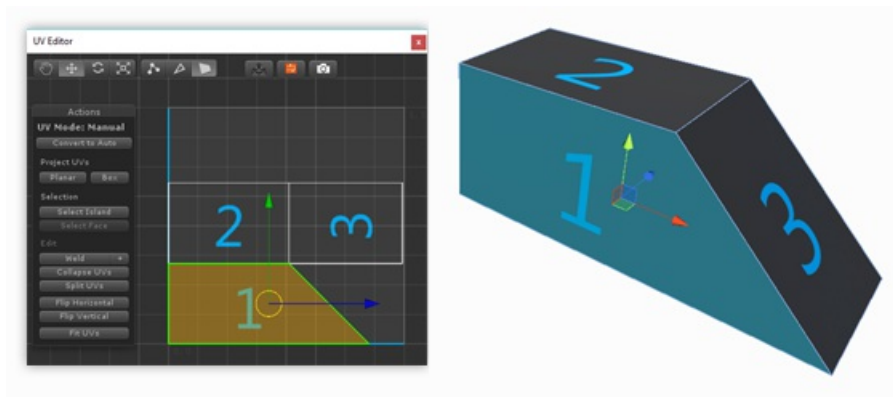 UV Editor
x
Actions
UV Mode: Manual
Convert to Auto
Project UVs
Planar
Box
Selection
Select Island
Select Face
Edit
Weld +
Collapse UVs
Split UVs
Flip Horizontal
Flip Vertical
Fit UVs
2
3
1
2
1
3